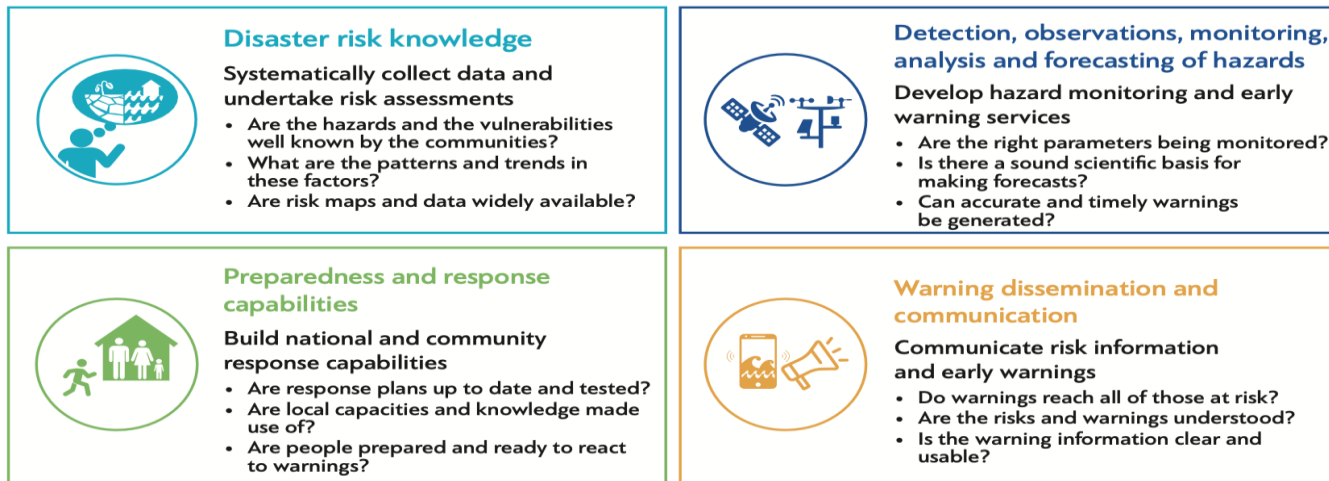 Disaster risk knowledge
Systematically collect data and
undertake risk assessments
• Are the hazards and the vulnerabilities
well known by the communities?
• What are the patterns and trends in
these factors?
• Are risk maps and data widely available?
Detection, observations, monitoring,
analysis and forecasting of hazards
Develop hazard monitoring and early
warning services
• Are the right parameters being monitored?
• Is there a sound scientific basis for
making forecasts?
• Can accurate and timely warnings
be generated?
Preparedness and response
capabilities
Build national and community
response capabilities
• Are response plans up to date and tested?
• Are local capacities and knowledge made
use of?
• Are people prepared and ready to react
to warnings?
Warning dissemination and
communication
Communicate risk information
and early warnings
• Do warnings reach all of those at risk?
• Are the risks and warnings understood?
• Is the warning information clear and
usable?